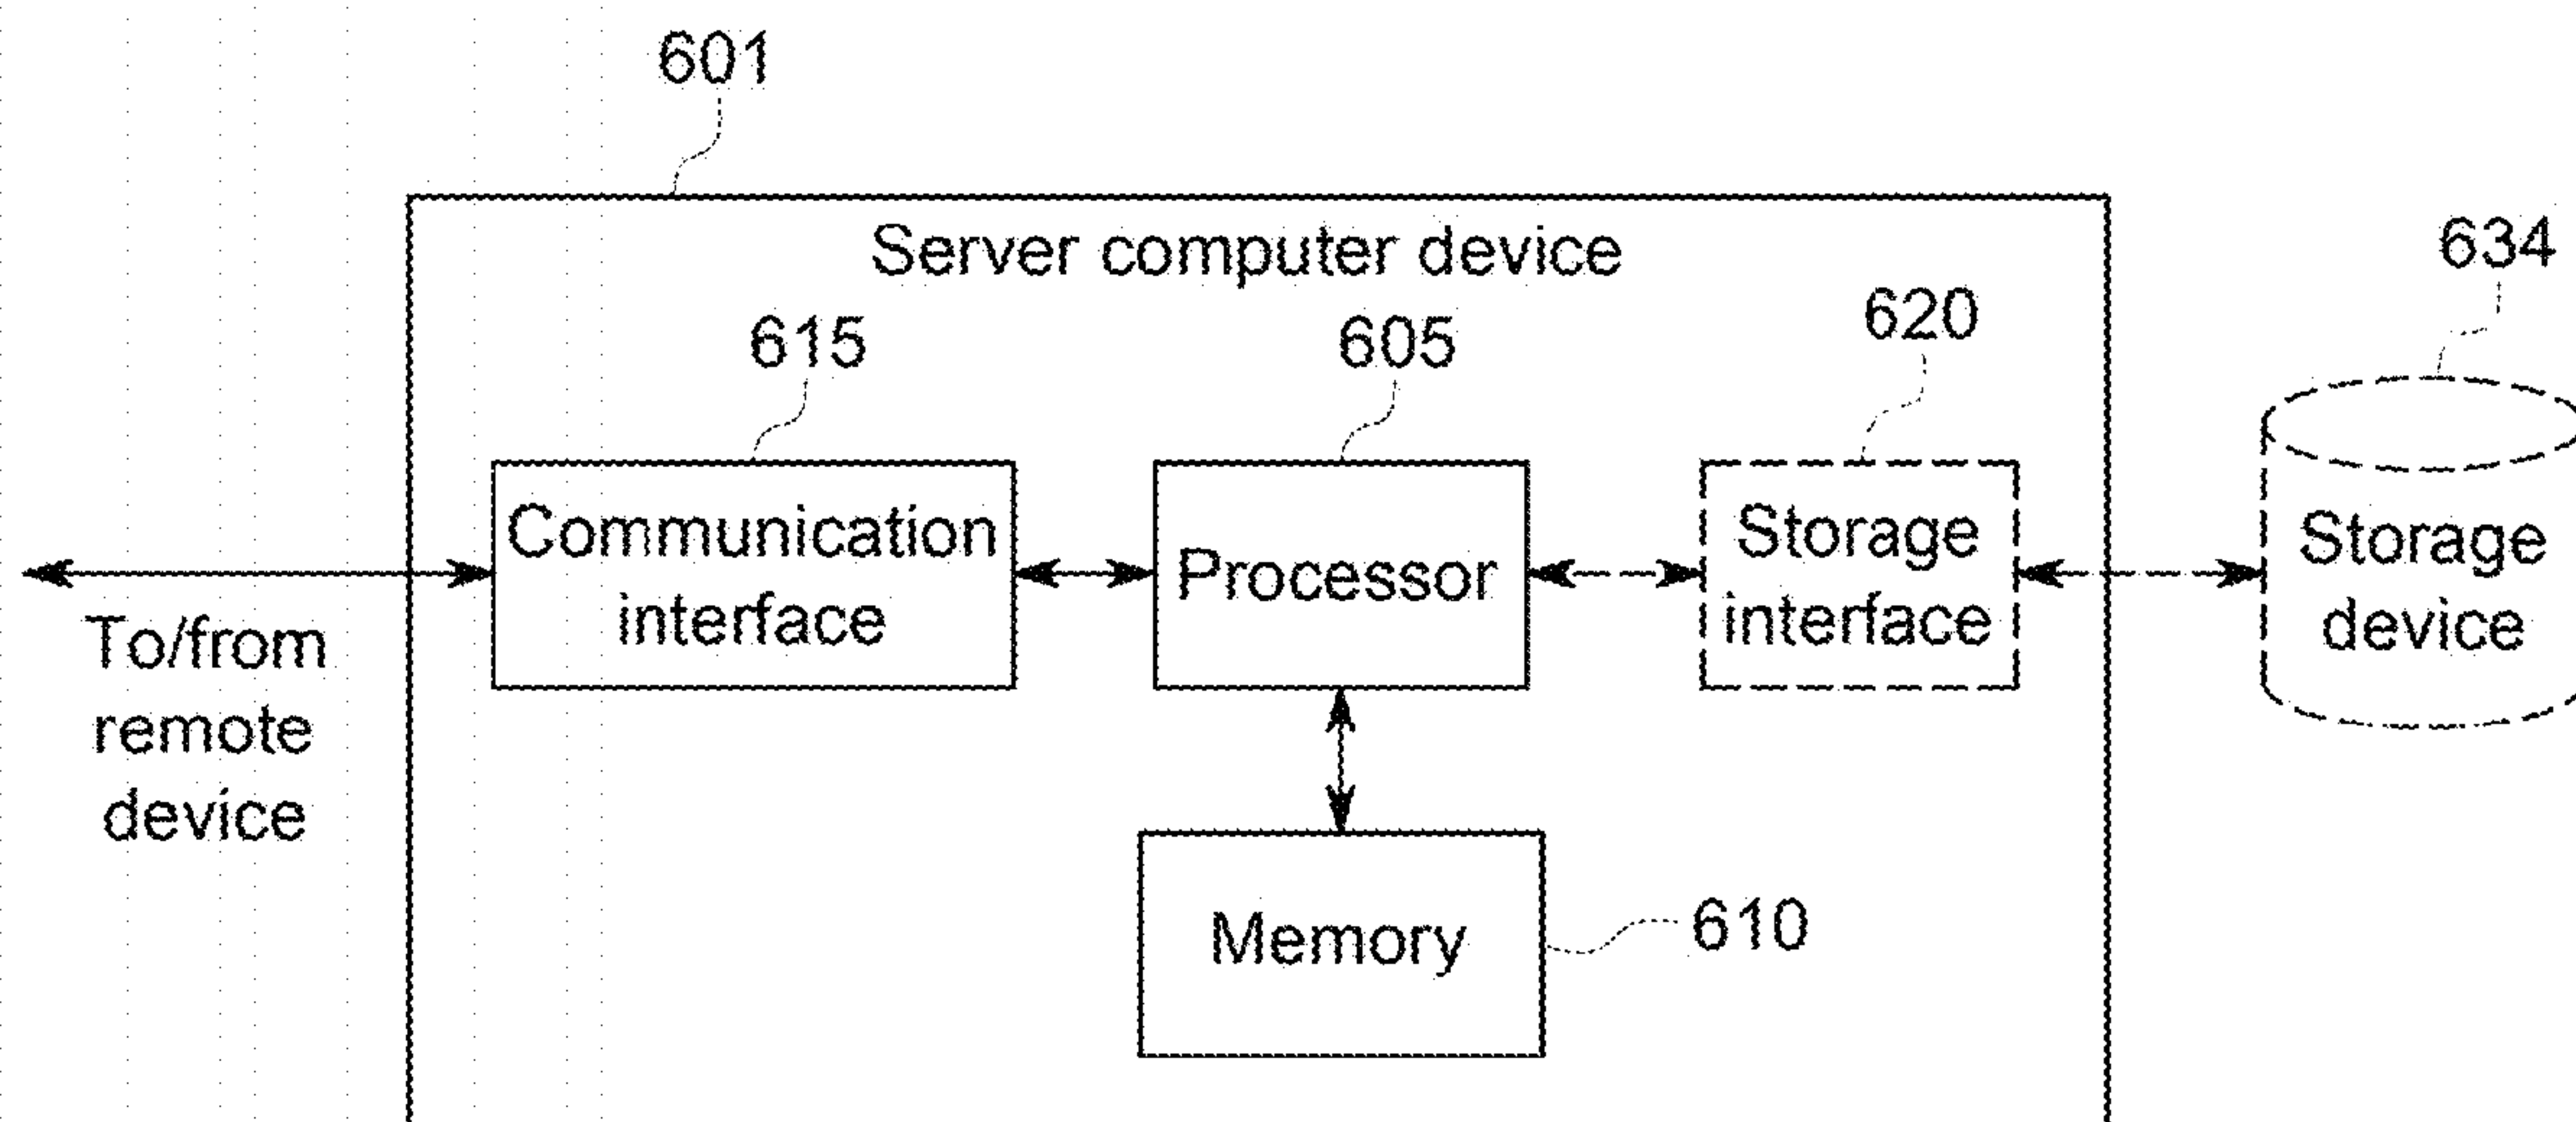 601
Server computer device
634
615
605
620
Communication
interface
Processor
Storage
interface
Storage
device
To/from
remote
device
Memory
610